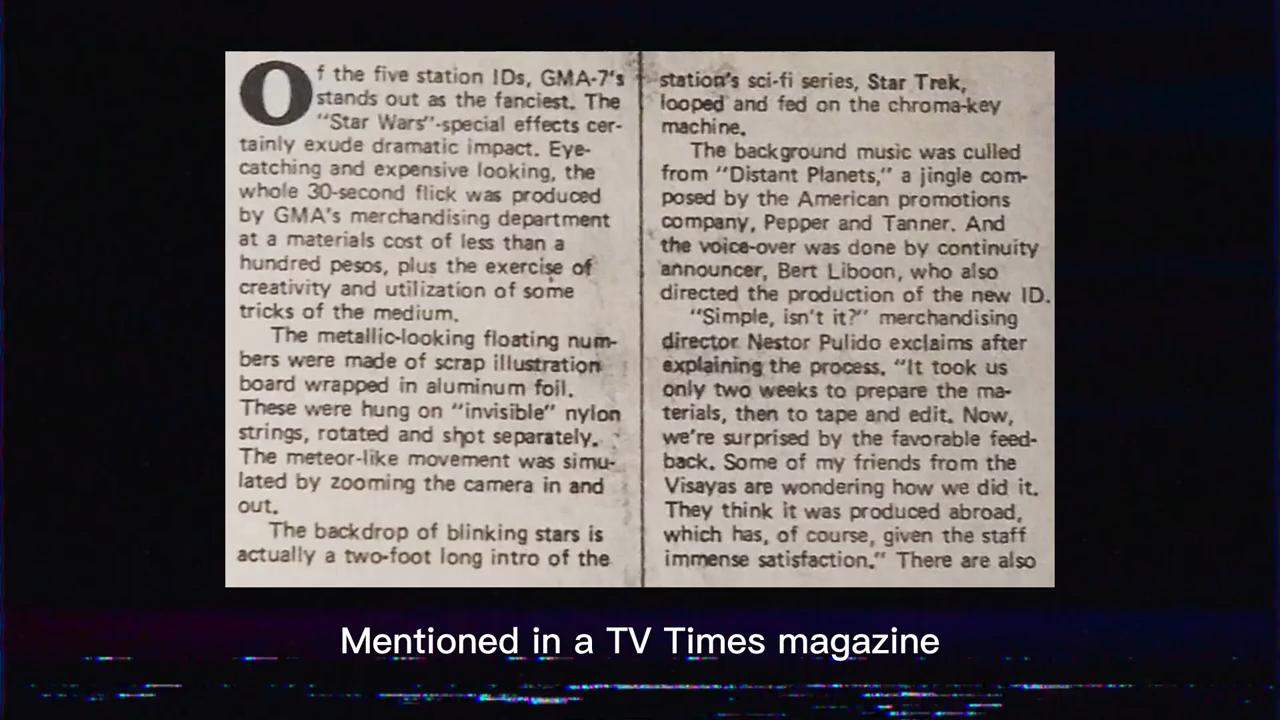 Of the five station IDs, GMA-7's
stands out as the fanciest. The
"Star Wars"-special effects cer-
tainly exude dramatic impact. Eye-
catching and expensive looking, the
whole 30-second flick was produced
by GMA's merchandising department
at a materials cost of less than a
hundred pesos, plus the exercise of
creativity and utilization of some
tricks of the medium.
The metallic-looking floating num-
bers were made of scrap illustration
board wrapped in aluminum foil.
These were hung on "invisible" nylon
strings, rotated and shot separately.
The meteor-like movement was simu-
lated by zooming the camera in and
out.
The backdrop of blinking stars is
actually a two-foot long intro of the
station's sci-fi series, Star Trek,
looped and fed on the chroma-key
machine.
The background music was culled
from "Distant Planets," a jingle com-
posed by the American promotions
company, Pepper and Tanner. And
the voice-over was done by continuity
announcer, Bert Liboon, who also
directed the production of the new ID.
"Simple, isn't it?" merchandising
director Nestor Pulido exclaims after
explaining the process. "It took us
only two weeks to prepare the ma-
terials, then to tape and edit. Now,
we're surprised by the favorable feed-
back. Some of my friends from the
Visayas are wondering how we did it.
They think it was produced abroad,
which has, of course, given the staff
immense satisfaction." There are also
Mentioned in a TV Times magazine